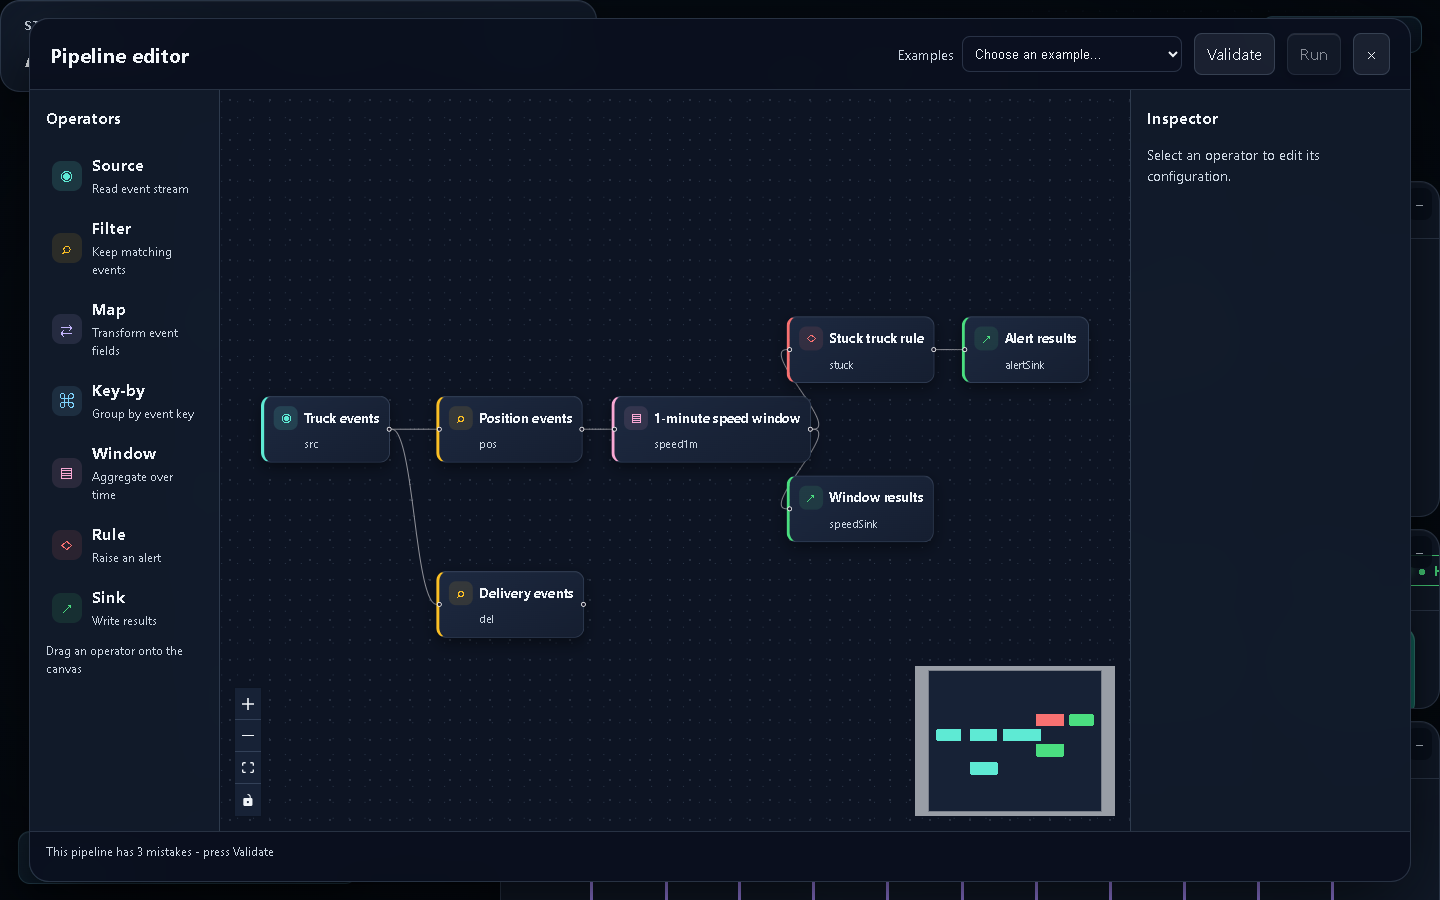 Pipeline editor
Examples
Choose an example...
Validate
Run
×
Operators
Source
Read event stream
Filter
Keep matching
events
Map
Transform event
fields
Key-by
Group by event key
Window
Aggregate over
time
Rule
Raise an alert
Sink
Write results
Drag an operator onto the
canvas
Truck events
src
Position events
pos
1-minute speed window
speed1m
Stuck truck rule
stuck
Alert results
alertSink
Window results
speedSink
Delivery events
del
Inspector
Select an operator to edit its
configuration.
This pipeline has 3 mistakes - press Validate